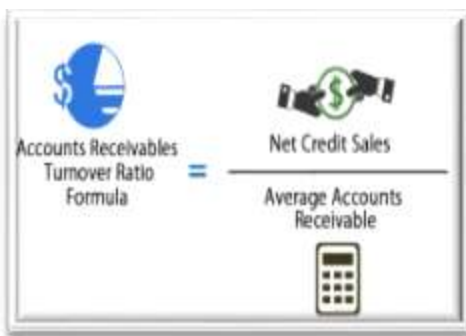 Accounts Receivables
Turnover Ratio
Formula
=
Net Credit Sales
Average Accounts
Receivable